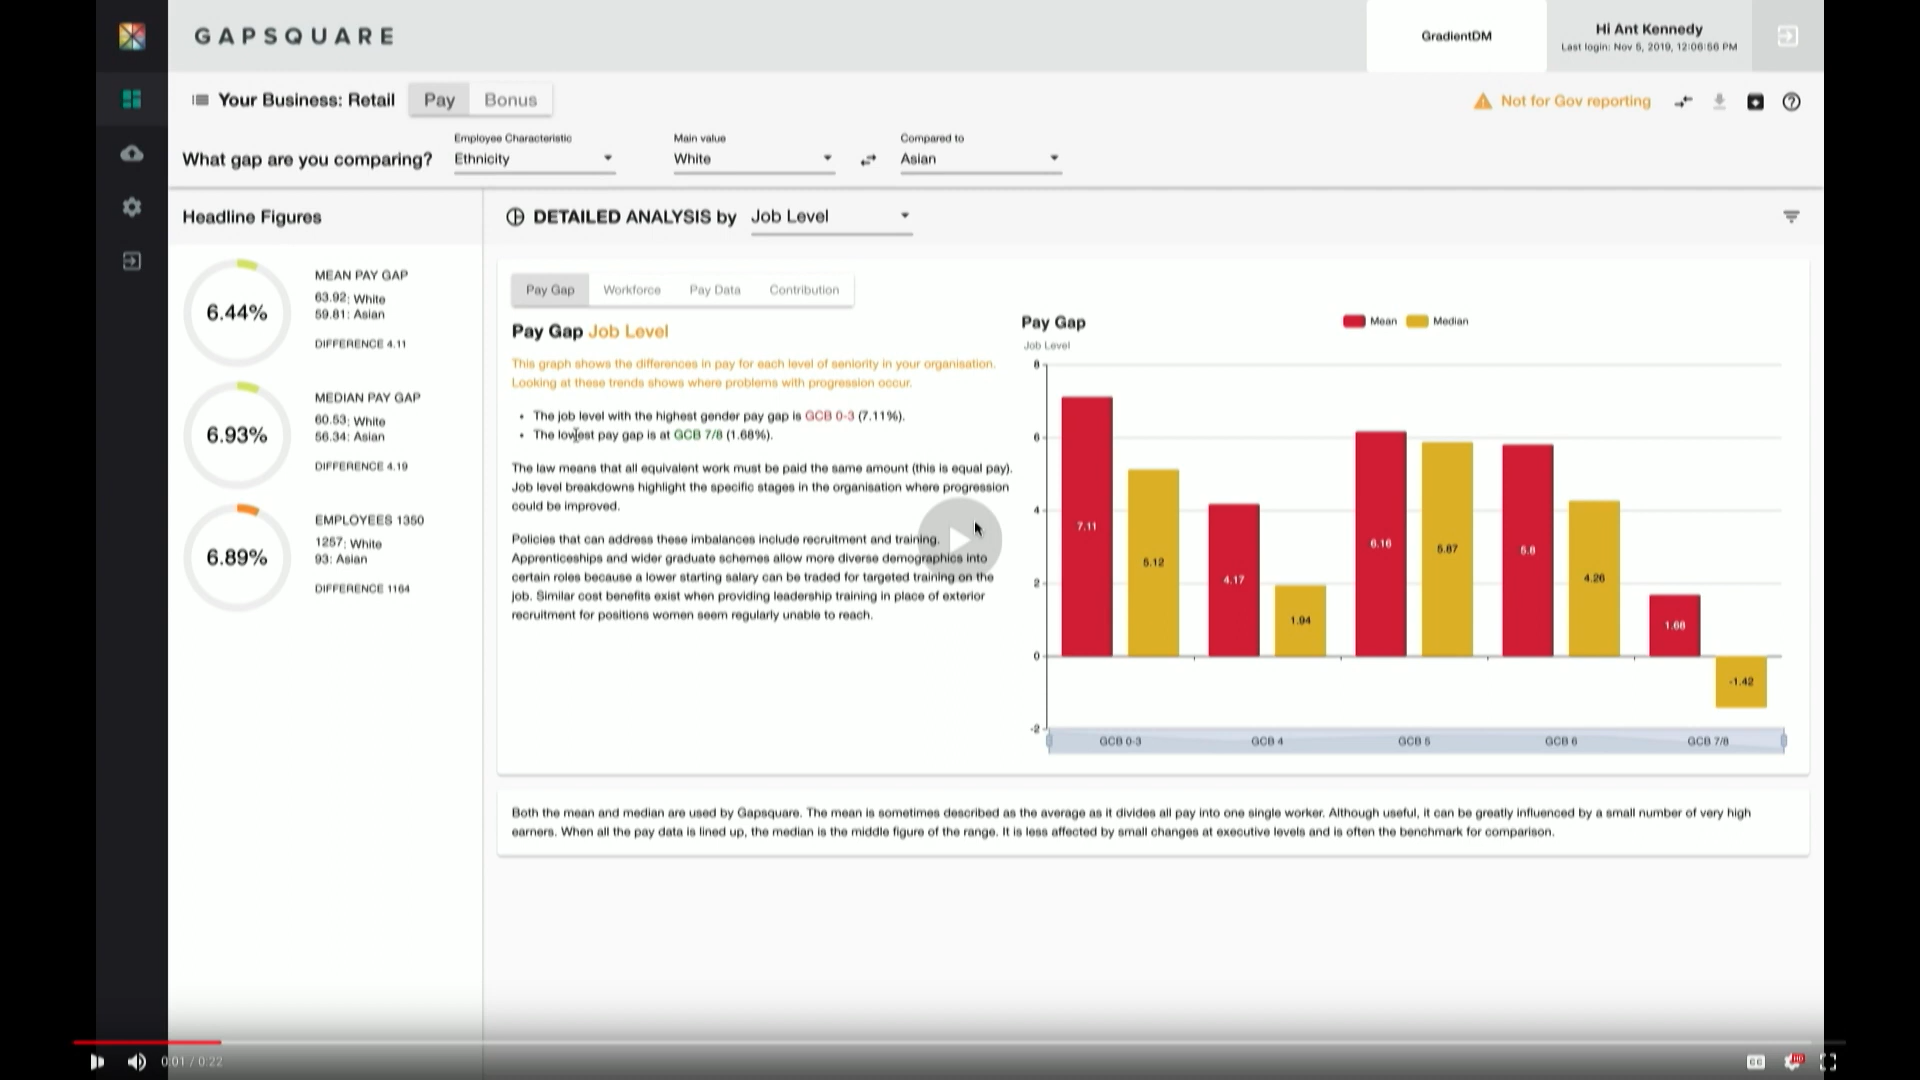 GAPSQUARE
GradientDM
Hi Ant Kennedy
Last login: Nov 6, 2019, 12:06:56 PM
Your Business: Retail
Pay
Bonus
Not for Gov reporting
What gap are you comparing?
Employee Characteristic
Ethnicity
Main value
White
Compared to
Asian
Headline Figures
6.44%
MEAN PAY GAP
63.92: White
59.81: Asian
DIFFERENCE 4.11
6.93%
MEDIAN PAY GAP
60.53: White
56.34: Asian
DIFFERENCE 4.19
6.89%
EMPLOYEES 1350
1257: White
93: Asian
DIFFERENCE 1164
DETAILED ANALYSIS by Job Level
Pay Gap
Workforce
Pay Data
Contribution
Pay Gap Job Level
This graph shows the differences in pay for each level of seniority in your organisation.
Looking at these trends shows where problems with progression occur.
• The job level with the highest gender pay gap is GCB 0-3 (7.11%).
• The lowest pay gap is at GCB 7/8 (1.68%).
The law means that all equivalent work must be paid the same amount (this is equal pay).
Job level breakdowns highlight the specific stages in the organisation where progression
could be improved.
Policies that can address these imbalances include recruitment and training.
Apprenticeships and wider graduate schemes allow more diverse demographics into
certain roles because a lower starting salary can be traded for targeted training on the
job. Similar cost benefits exist when providing leadership training in place of exterior
recruitment for positions women seem regularly unable to reach.
Pay Gap
Job Level
Mean
Median
8
6
4
2
0
-2
7.11
5.12
4.17
1.94
6.16
5.87
5.8
4.26
1.68
-1.42
GCB 0-3
GCB 4
GCB 5
GCB 6
GCB 7/8
Both the mean and median are used by Gapsquare. The mean is sometimes described as the average as it divides all pay into one single worker. Although useful, it can be greatly influenced by a small number of very high
earners. When all the pay data is lined up, the median is the middle figure of the range. It is less affected by small changes at executive levels and is often the benchmark for comparison.
0:01 / 0:22
CC
HD